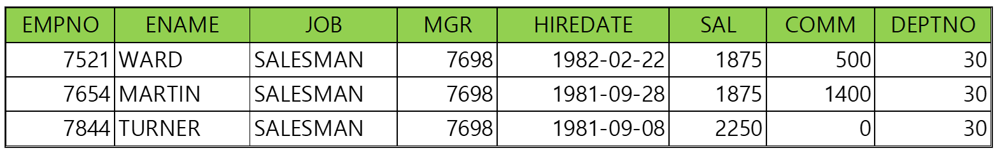 EMPNO ENAME JOB MGR HIREDATE SAL COMM DEPTNO
7521 WARD SALESMAN 7698 1982-02-22 1875 500 30
7654 MARTIN SALESMAN 7698 1981-09-28 1875 1400 30
7844 TURNER SALESMAN 7698 1981-09-08 2250 0 30